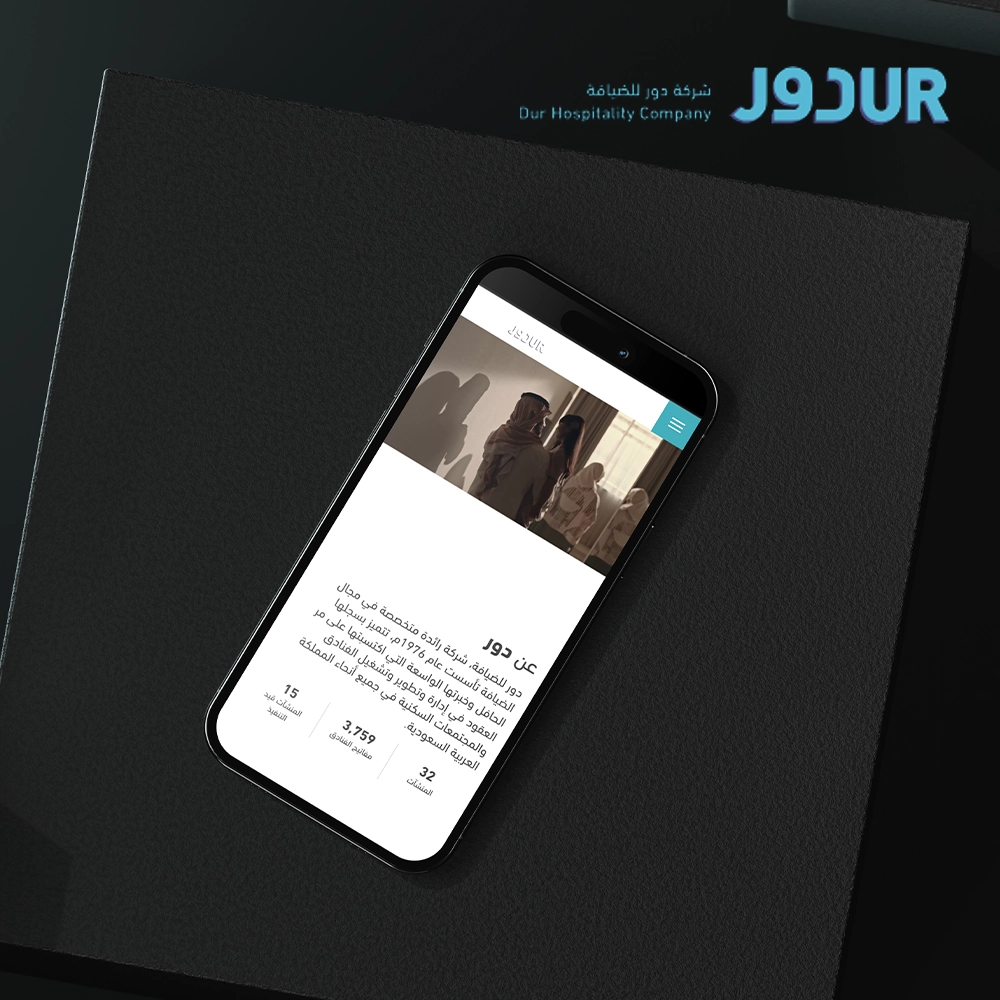 شركة دور للضيافة
Dur Hospitality Company
دورDUR
دورDUR
عن دور
دور للضيافة، شركة رائدة متخصصة في مجال
الضيافة تأسست عام 1976م، تتميز بسجلها
الحافل وخبرتها الواسعة التي اكتسبتها على مر
العقود في إدارة وتطوير وتشغيل الفنادق
والمجتمعات السكنية في جميع أنحاء المملكة
العربية السعودية.
32
المنشآت
3,759
مفاتيح الفنادق
15
المنشآت قيد
التنفيذ